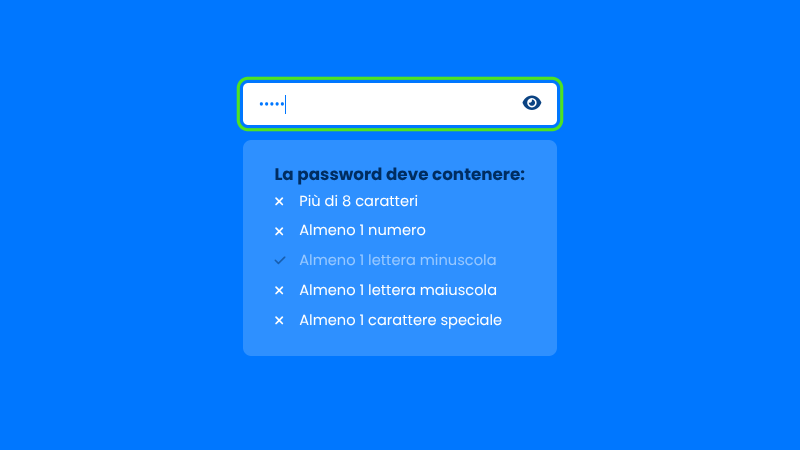 •••••
La password deve contenere:
Più di 8 caratteri
Almeno 1 numero
Almeno 1 lettera minuscola
Almeno 1 lettera maiuscola
Almeno 1 carattere speciale